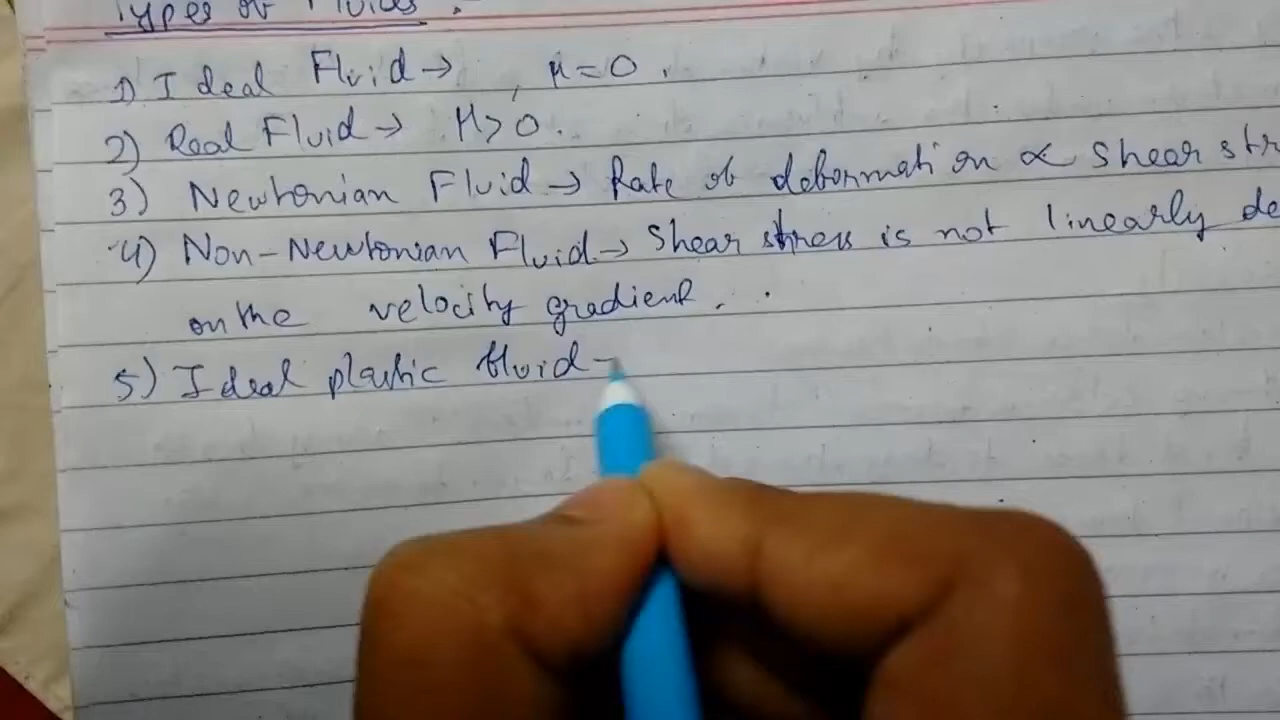 Types of Fluids.
1) Ideal Fluid → , μ=0.
2) Real Fluid → μ>0.
3) Newtonian Fluid → Rate of deformation ∝ Shear str
4) Non-Newtonian Fluid → Shear stress is not linearly de
on the velocity gradient.
5) Ideal plastic fluid -